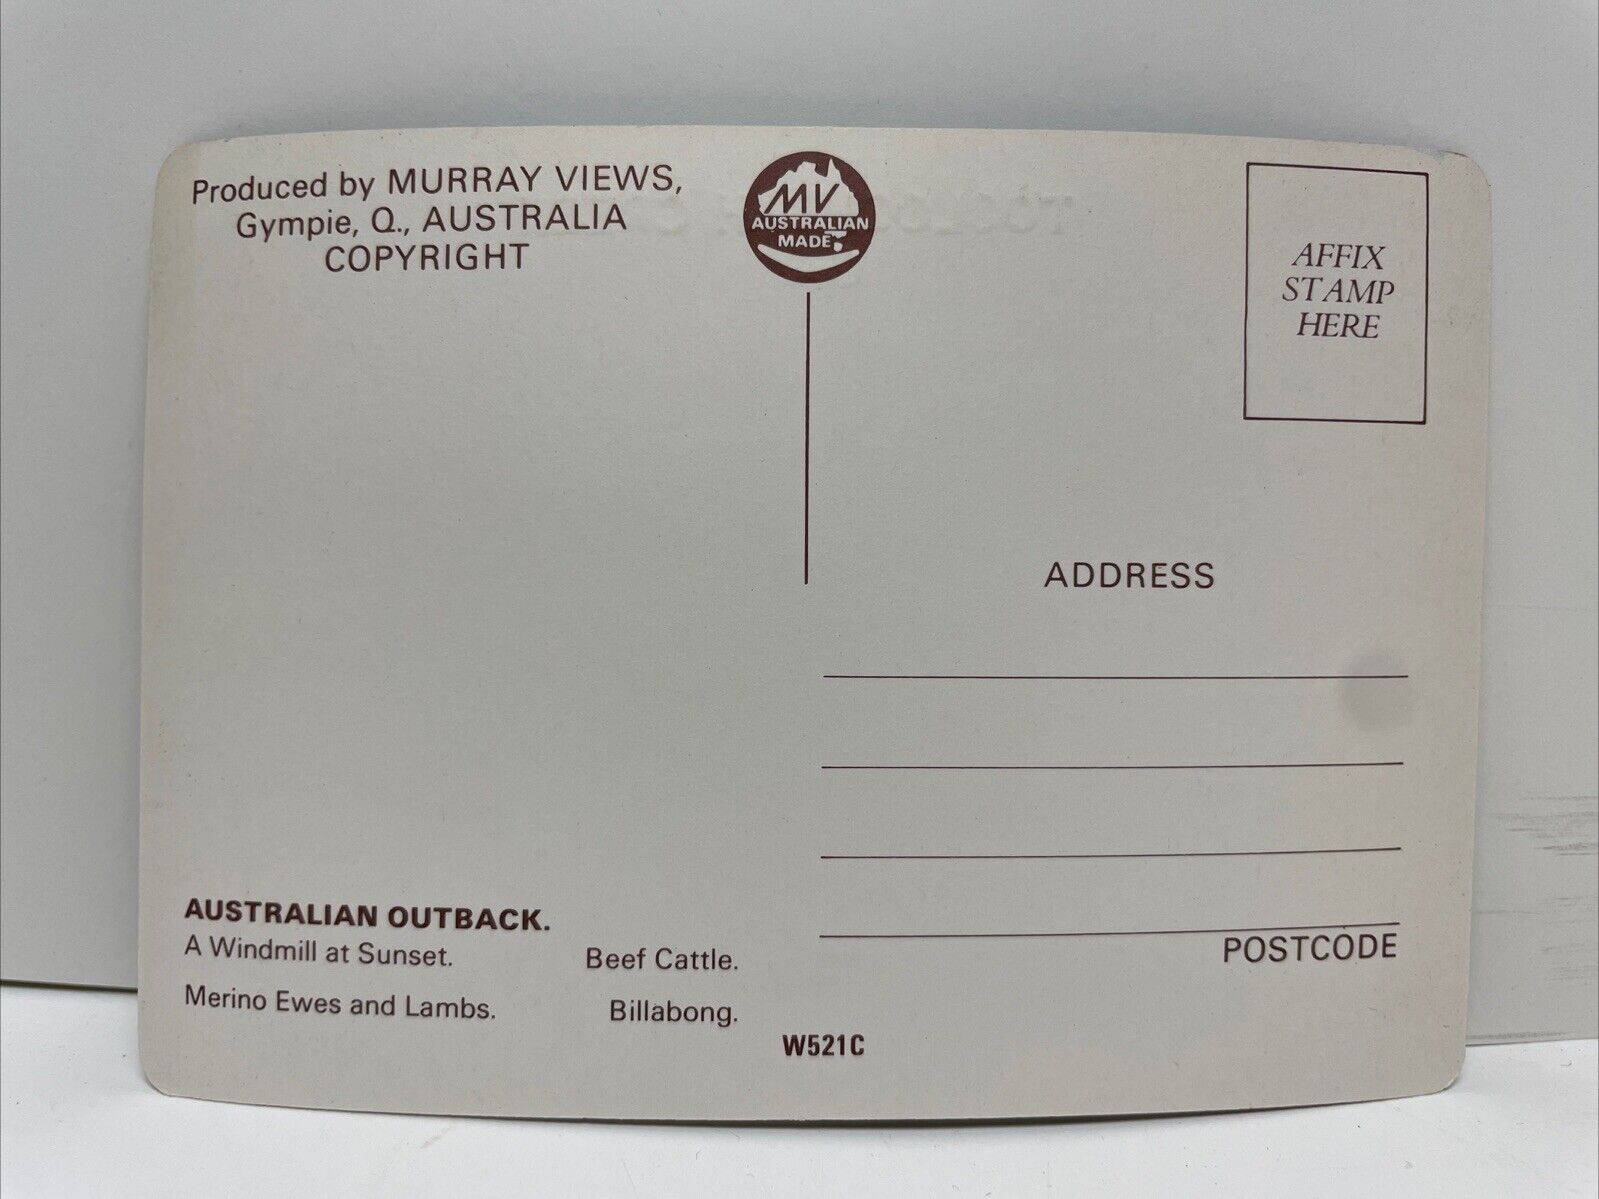 Produced by MURRAY VIEWS,
Gympie, Q., AUSTRALIA
COPYRIGHT
MV
AUSTRALIAN
MADE
AFFIX
STAMP
HERE
ADDRESS
POSTCODE
AUSTRALIAN OUTBACK.
A Windmill at Sunset. Beef Cattle.
Merino Ewes and Lambs. Billabong.
W521C